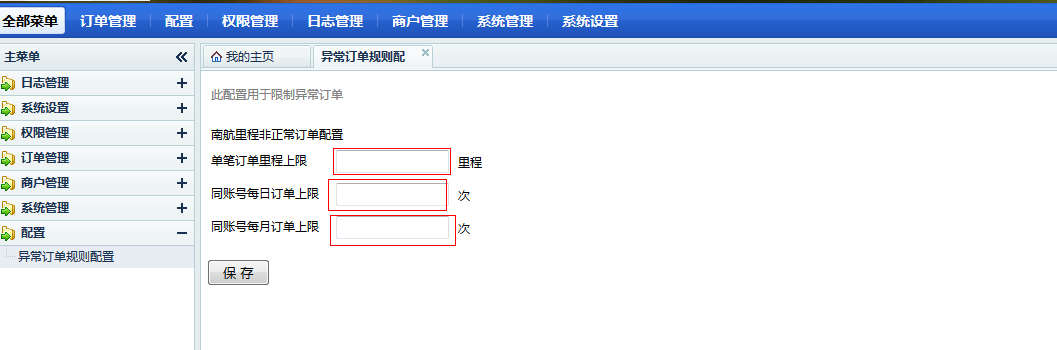 全部菜单 订单管理 配置 权限管理 日志管理 商户管理 系统管理 系统设置
主菜单
日志管理
系统设置
权限管理
订单管理
商户管理
系统管理
配置
异常订单规则配置
我的主页 异常订单规则配
此配置用于限制异常订单
南航里程非正常订单配置
单笔订单里程上限 里程
同账号每日订单上限 次
同账号每月订单上限 次
保 存